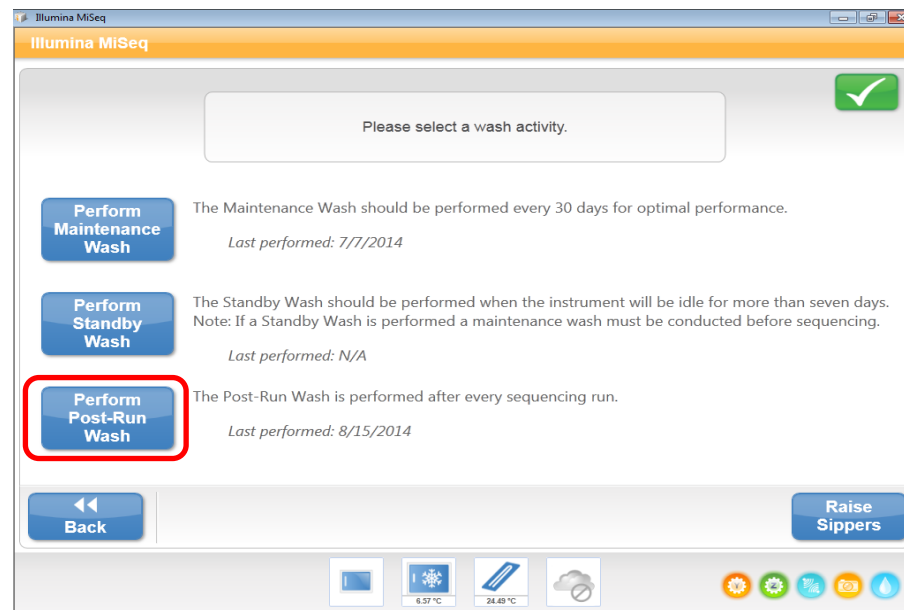 Illumina MiSeq
Illumina MiSeq
Please select a wash activity.
Perform
Maintenance
Wash
The Maintenance Wash should be performed every 30 days for optimal performance.
Last performed: 7/7/2014
Perform
Standby
Wash
The Standby Wash should be performed when the instrument will be idle for more than seven days.
Note: If a Standby Wash is performed a maintenance wash must be conducted before sequencing.
Last performed: N/A
Perform
Post-Run
Wash
The Post-Run Wash is performed after every sequencing run.
Last performed: 8/15/2014
Back
Raise
Sippers
6.57 °C
24.49 °C
Y
Z